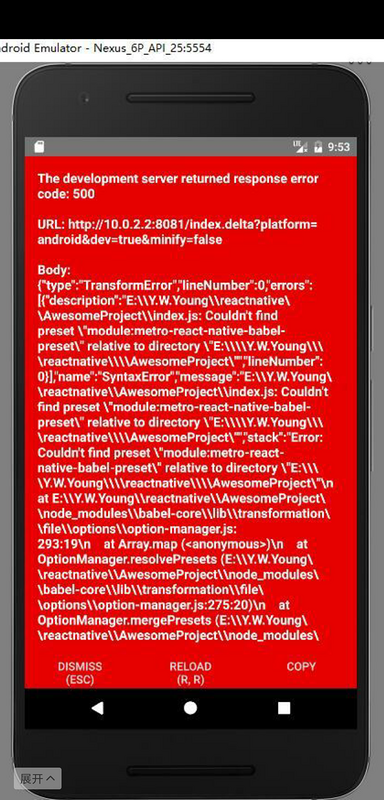 ndroid Emulator - Nexus_6P_API_25:5554
LTE 9:53
The development server returned response error
code: 500
URL: http://10.0.2.2:8081/index.delta?platform=
android&dev=true&minify=false
Body:
{"type":"TransformError","lineNumber":0,"errors":
[{"description":"E:\\Y.W.Young\\reactnative\
\AwesomeProject\\index.js: Couldn't find
preset \"module:metro-react-native-babel-
preset\" relative to directory \"E:\\\\Y.W.Young\\\
\reactnative\\\\AwesomeProject\"","lineNumber":
0}],"name":"SyntaxError","message":"E:\\Y.W.Young\
\reactnative\\AwesomeProject\\index.js: Couldn't
find preset \"module:metro-react-native-babel-
preset\" relative to directory \"E:\\\\Y.W.Young\\\
\reactnative\\\\AwesomeProject\"","stack":"Error:
Couldn't find preset \"module:metro-react-
native-babel-preset\" relative to directory \"E:\\\
\Y.W.Young\\\\reactnative\\\\AwesomeProject\"\n
at E:\\Y.W.Young\\reactnative\\AwesomeProject\
\node_modules\\babel-core\\lib\\transformation\
\file\\options\\option-manager.js:
293:19\n    at Array.map (<anonymous>)\n    at
OptionManager.resolvePresets (E:\\Y.W.Young\
\reactnative\\AwesomeProject\\node_modules\
\babel-core\\lib\\transformation\\file\
\options\\option-manager.js:275:20)\n    at
OptionManager.mergePresets (E:\\Y.W.Young\
\reactnative\\AwesomeProject\\node_modules\
DISMISS RELOAD COPY
(ESC) (R, R)
展开